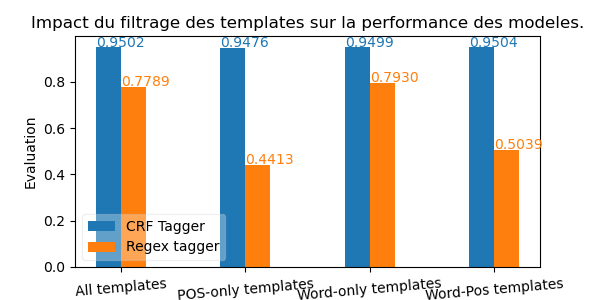 Impact du filtrage des templates sur la performance des modeles.
Evaluation
0.8
0.6
0.4
0.2
0.0
0.9502
0.7789
0.9476
0.4413
0.9499
0.7930
0.9504
0.5039
CRF Tagger
Regex tagger
All templates
POS-only templates
Word-only templates
Word-Pos templates